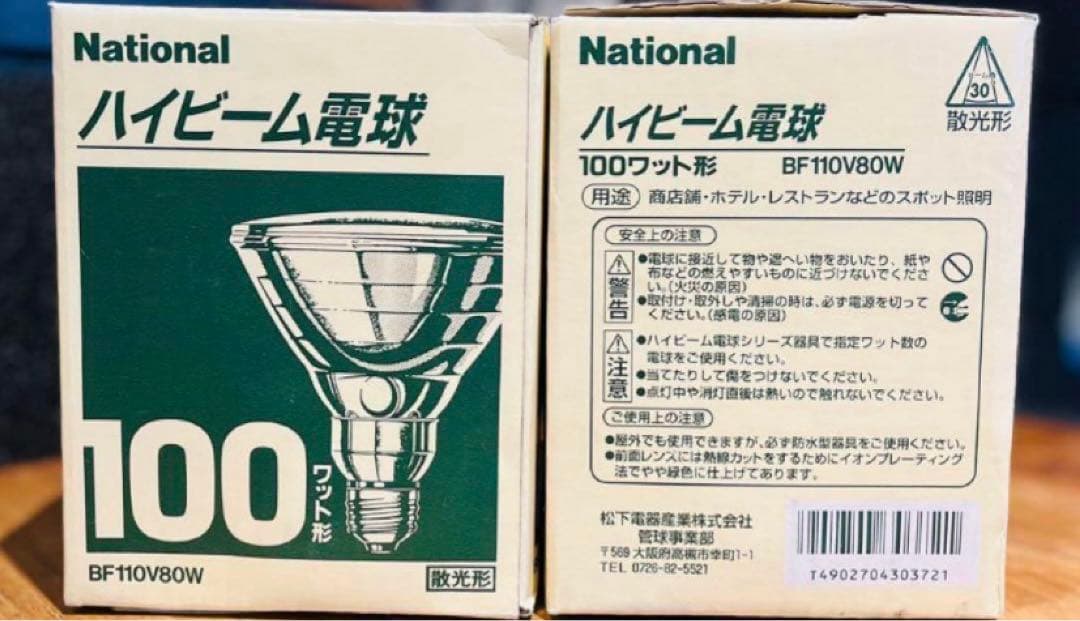 National
ハイビーム電球
100
ワット形
BF110V80W
散光形
National
ハイビーム電球
100ワット形 BF110V80W
30
散光形
用途 商店舗・ホテル・レストランなどのスポット照明
安全上の注意
警告
●電球に接近して物や遮へい物をおいたり、紙や
布などの燃えやすいものに近づけないでくださ
い。(火災の原因)
●取付け・取外しや清掃の時は、必ず電源を切って
ください。(感電の原因)
注意
●ハイビーム電球シリーズ器具で指定ワット数の
電球をご使用ください。
●当てたりして傷をつけないでください。
●点灯中や消灯直後は熱いので触れないでください。
ご使用上の注意
●屋外でも使用できますが、必ず防水型器具をご使用ください。
●前面レンズには熱線カットをするためにイオンプレーティング
法でやや緑色に仕上げてあります。
松下電器産業株式会社
管球事業部
〒569 大阪府高槻市幸町1-1
TEL 0726-82-5521
T4902704303721